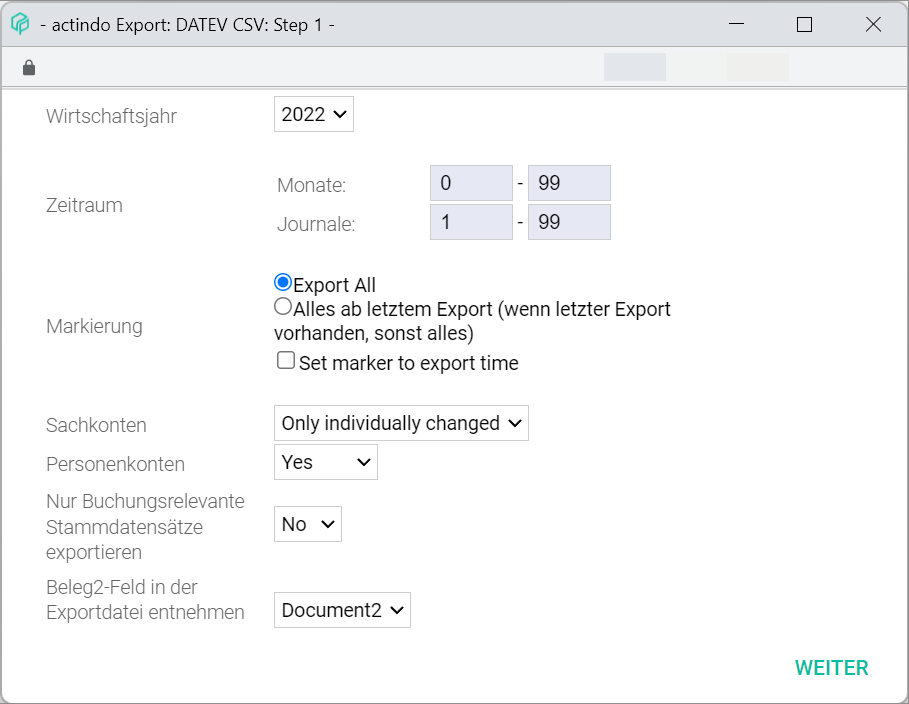 - actindo Export: DATEV CSV: Step 1 -
Wirtschaftsjahr 2022
Zeitraum
Monate: 0 - 99
Journale: 1 - 99
Markierung
Export All
Alles ab letztem Export (wenn letzter Export
vorhanden, sonst alles)
Set marker to export time
Sachkonten Only individually changed
Personenkonten Yes
Nur Buchungsrelevante
Stammdatensätze
exportieren
No
Beleg2-Feld in der
Exportdatei entnehmen
Document2
WEITER